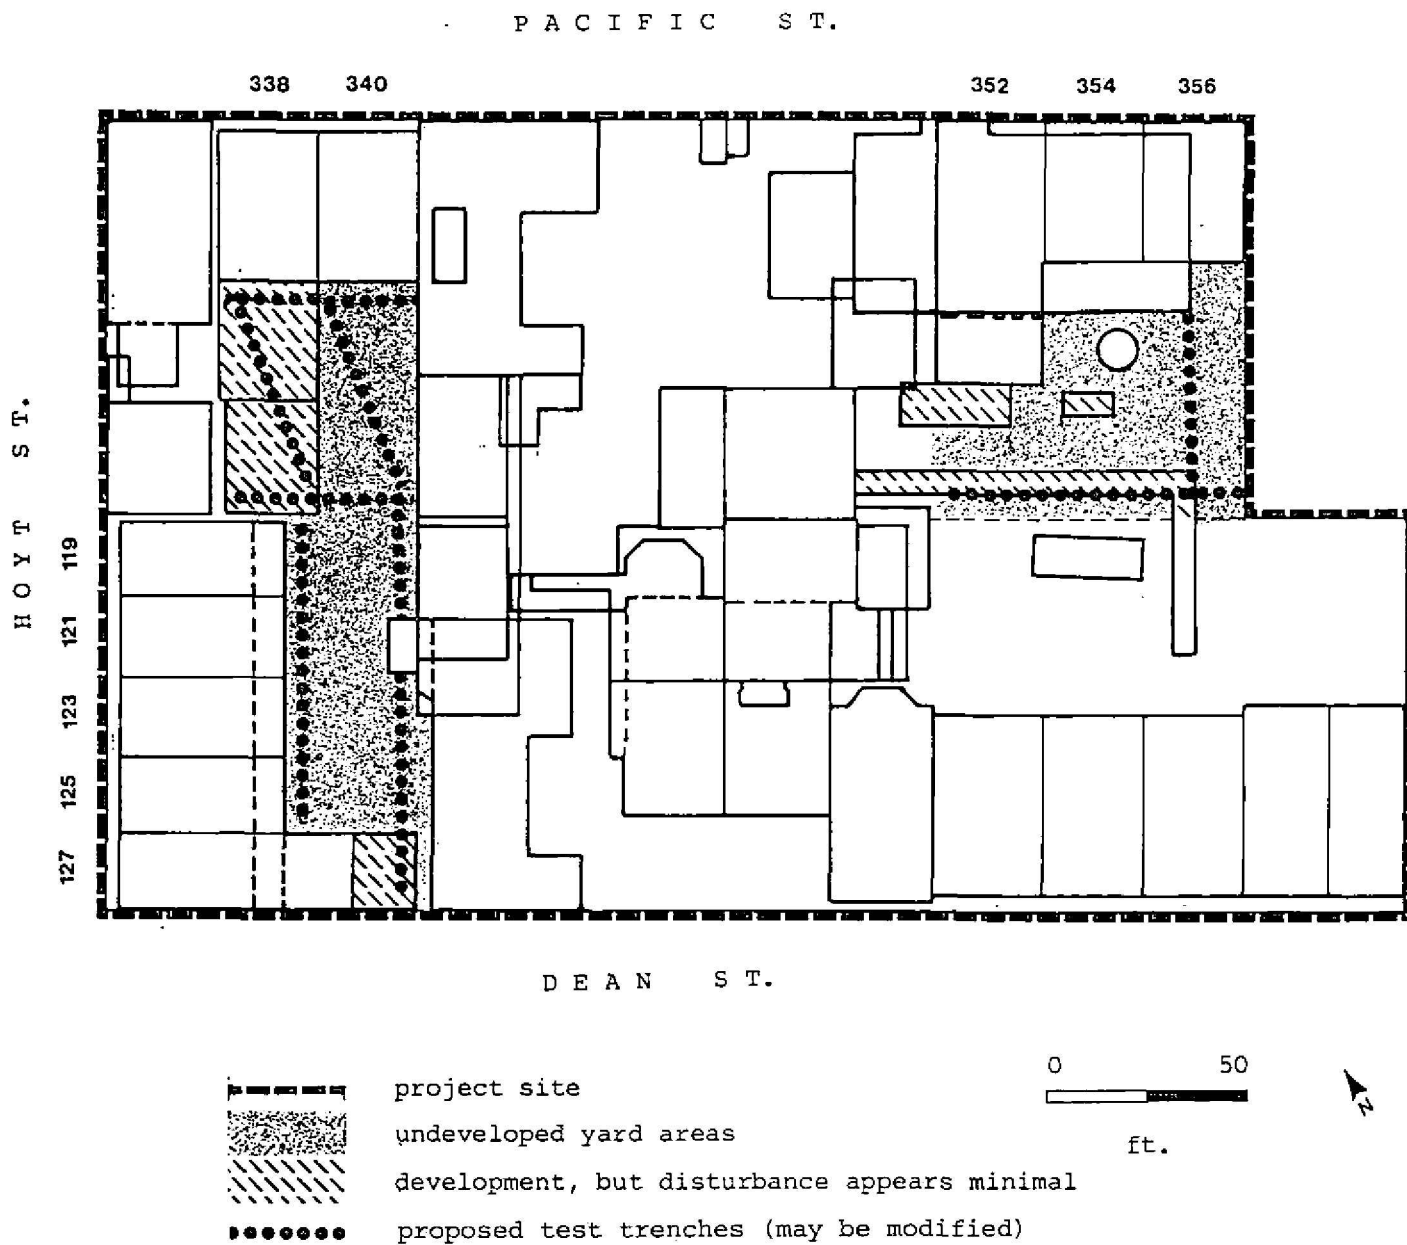 PACIFIC ST.
338 340 352 354 356
HOYT ST.
119
121
123
125
127
DEAN ST.
0 50
ft.
N
project site
undeveloped yard areas
development, but disturbance appears minimal
proposed test trenches (may be modified)